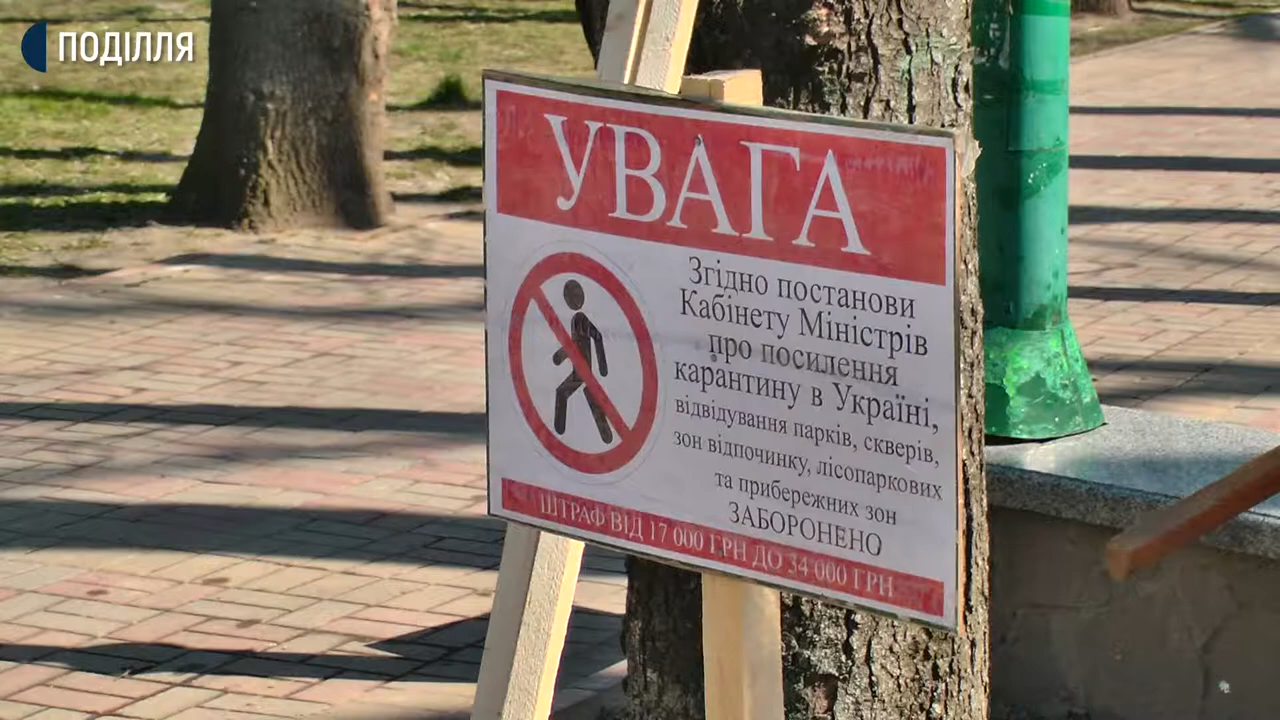 ПОДІЛЛЯ
УВАГА
Згідно постанови
Кабінету Міністрів
про посилення
карантину в Україні,
відвідування парків, скверів,
зон відпочинку, лісопаркових
та прибережних зон
ЗАБОРОНЕНО
ШТРАФ ВІД 17 000 ГРН ДО 34 000 ГРН